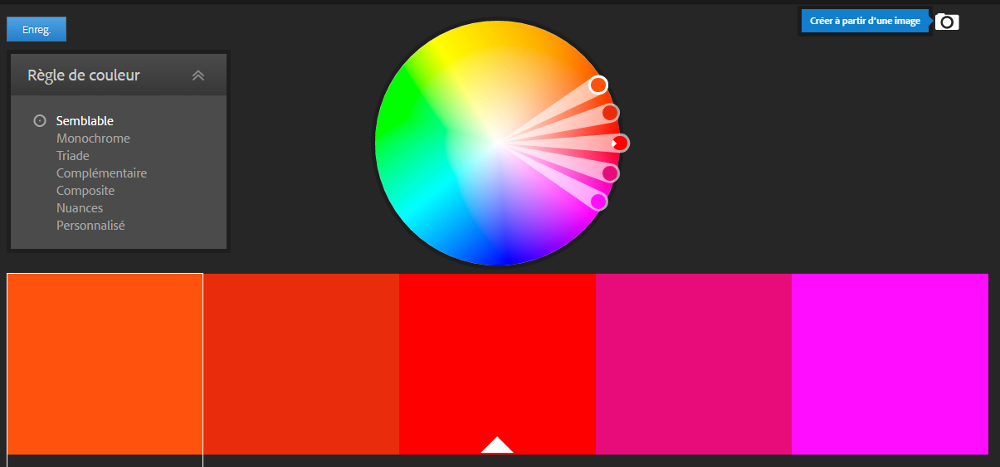 Enreg.
Créer à partir d'une image
Règle de couleur
Semblable
Monochrome
Triade
Complémentaire
Composite
Nuances
Personnalisé